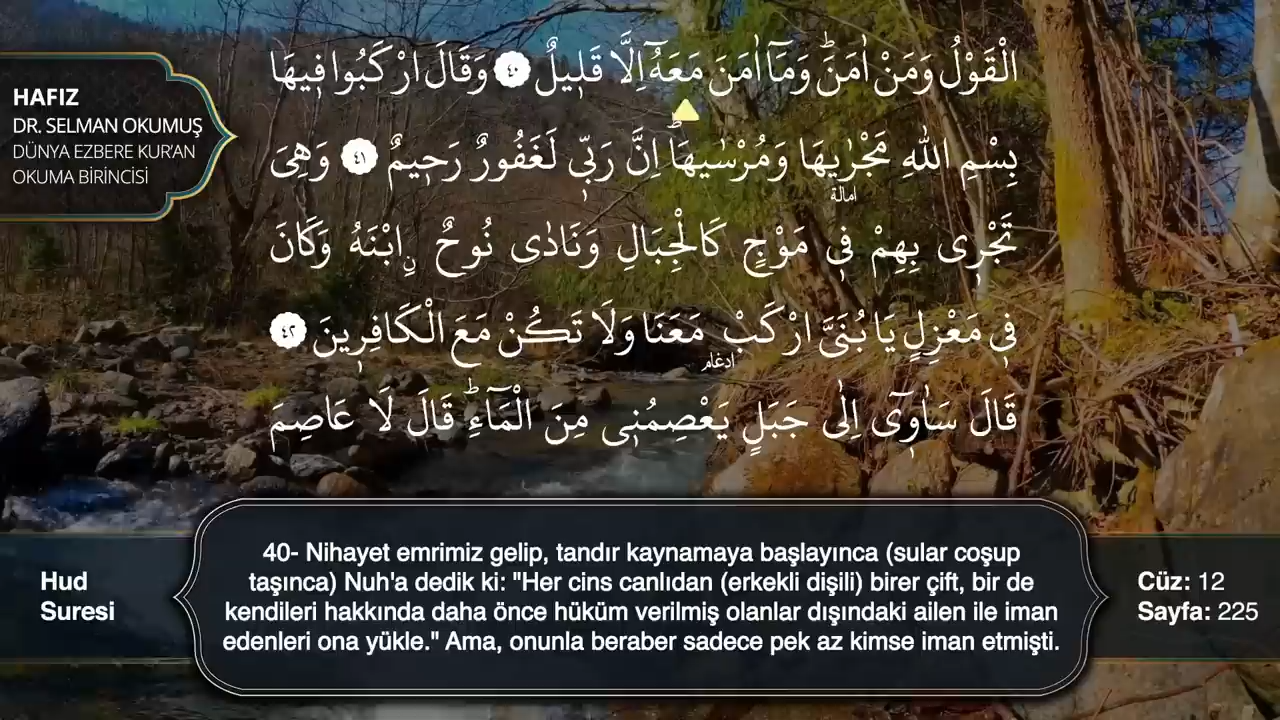 الْقَوْلُ وَمَنْ اٰمَنَۜ وَمَٓا اٰمَنَ مَعَهُٓ اِلَّا قَل۪يلٌ ٤٠ وَقَالَ ارْكَبُوا ف۪يهَا
بِسْمِ اللّٰهِ مَجْرٰۭىهَا وَمُرْسٰيهَاۜ اِنَّ رَبّ۪ي لَغَفُورٌ رَح۪يمٌ ٤١ وَهِىَ
امالة
تَجْر۪ى بِهِمْ ف۪ى مَوْجٍ كَالْجِبَالِ وَنَادٰى نُوحٌ ۨابْنَهُ وَكَانَ
ف۪ى مَعْزِلٍ يَا بُنَىَّ ارْكَبْ مَعَنَا وَلَا تَكُنْ مَعَ الْكَافِر۪ينَ ٤٢
ادغام
قَالَ سَاٰو۪ٓى اِلٰى جَبَلٍ يَعْصِمُن۪ى مِنَ الْمَٓاءِۜ قَالَ لَا عَاصِمَ
HAFIZ
DR. SELMAN OKUMUŞ
DÜNYA EZBERE KUR'AN
OKUMA BİRİNCİSİ
40- Nihayet emrimiz gelip, tandır kaynamaya başlayınca (sular coşup
taşınca) Nuh'a dedik ki: "Her cins canlıdan (erkekli dişili) birer çift, bir de
kendileri hakkında daha önce hüküm verilmiş olanlar dışındaki ailen ile iman
edenleri ona yükle." Ama, onunla beraber sadece pek az kimse iman etmişti.
Hud
Suresi
Cüz: 12
Sayfa: 225